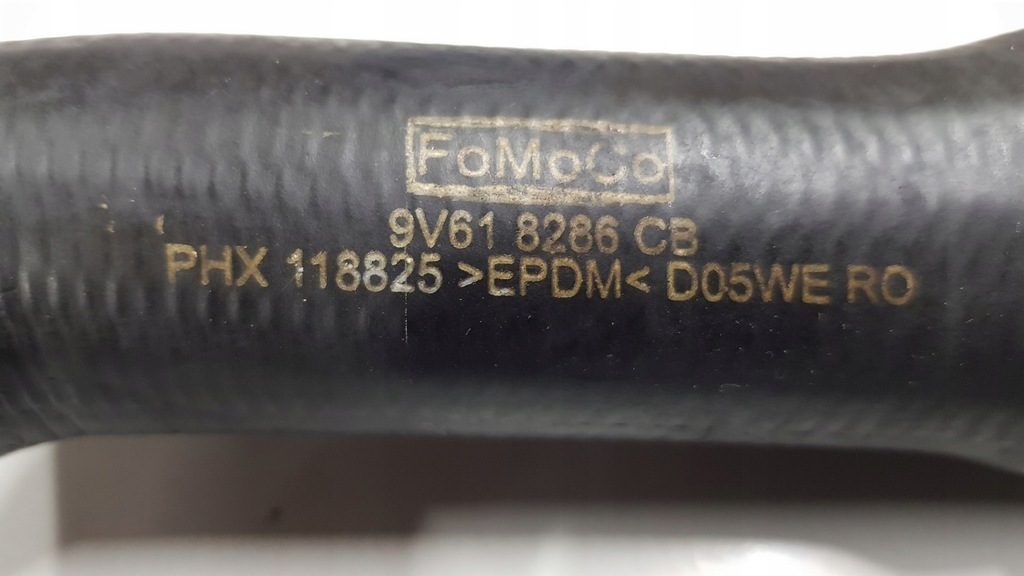 FoMoCo
9V61 8286 CB
PHX 118825 >EPDM< D05WE RO